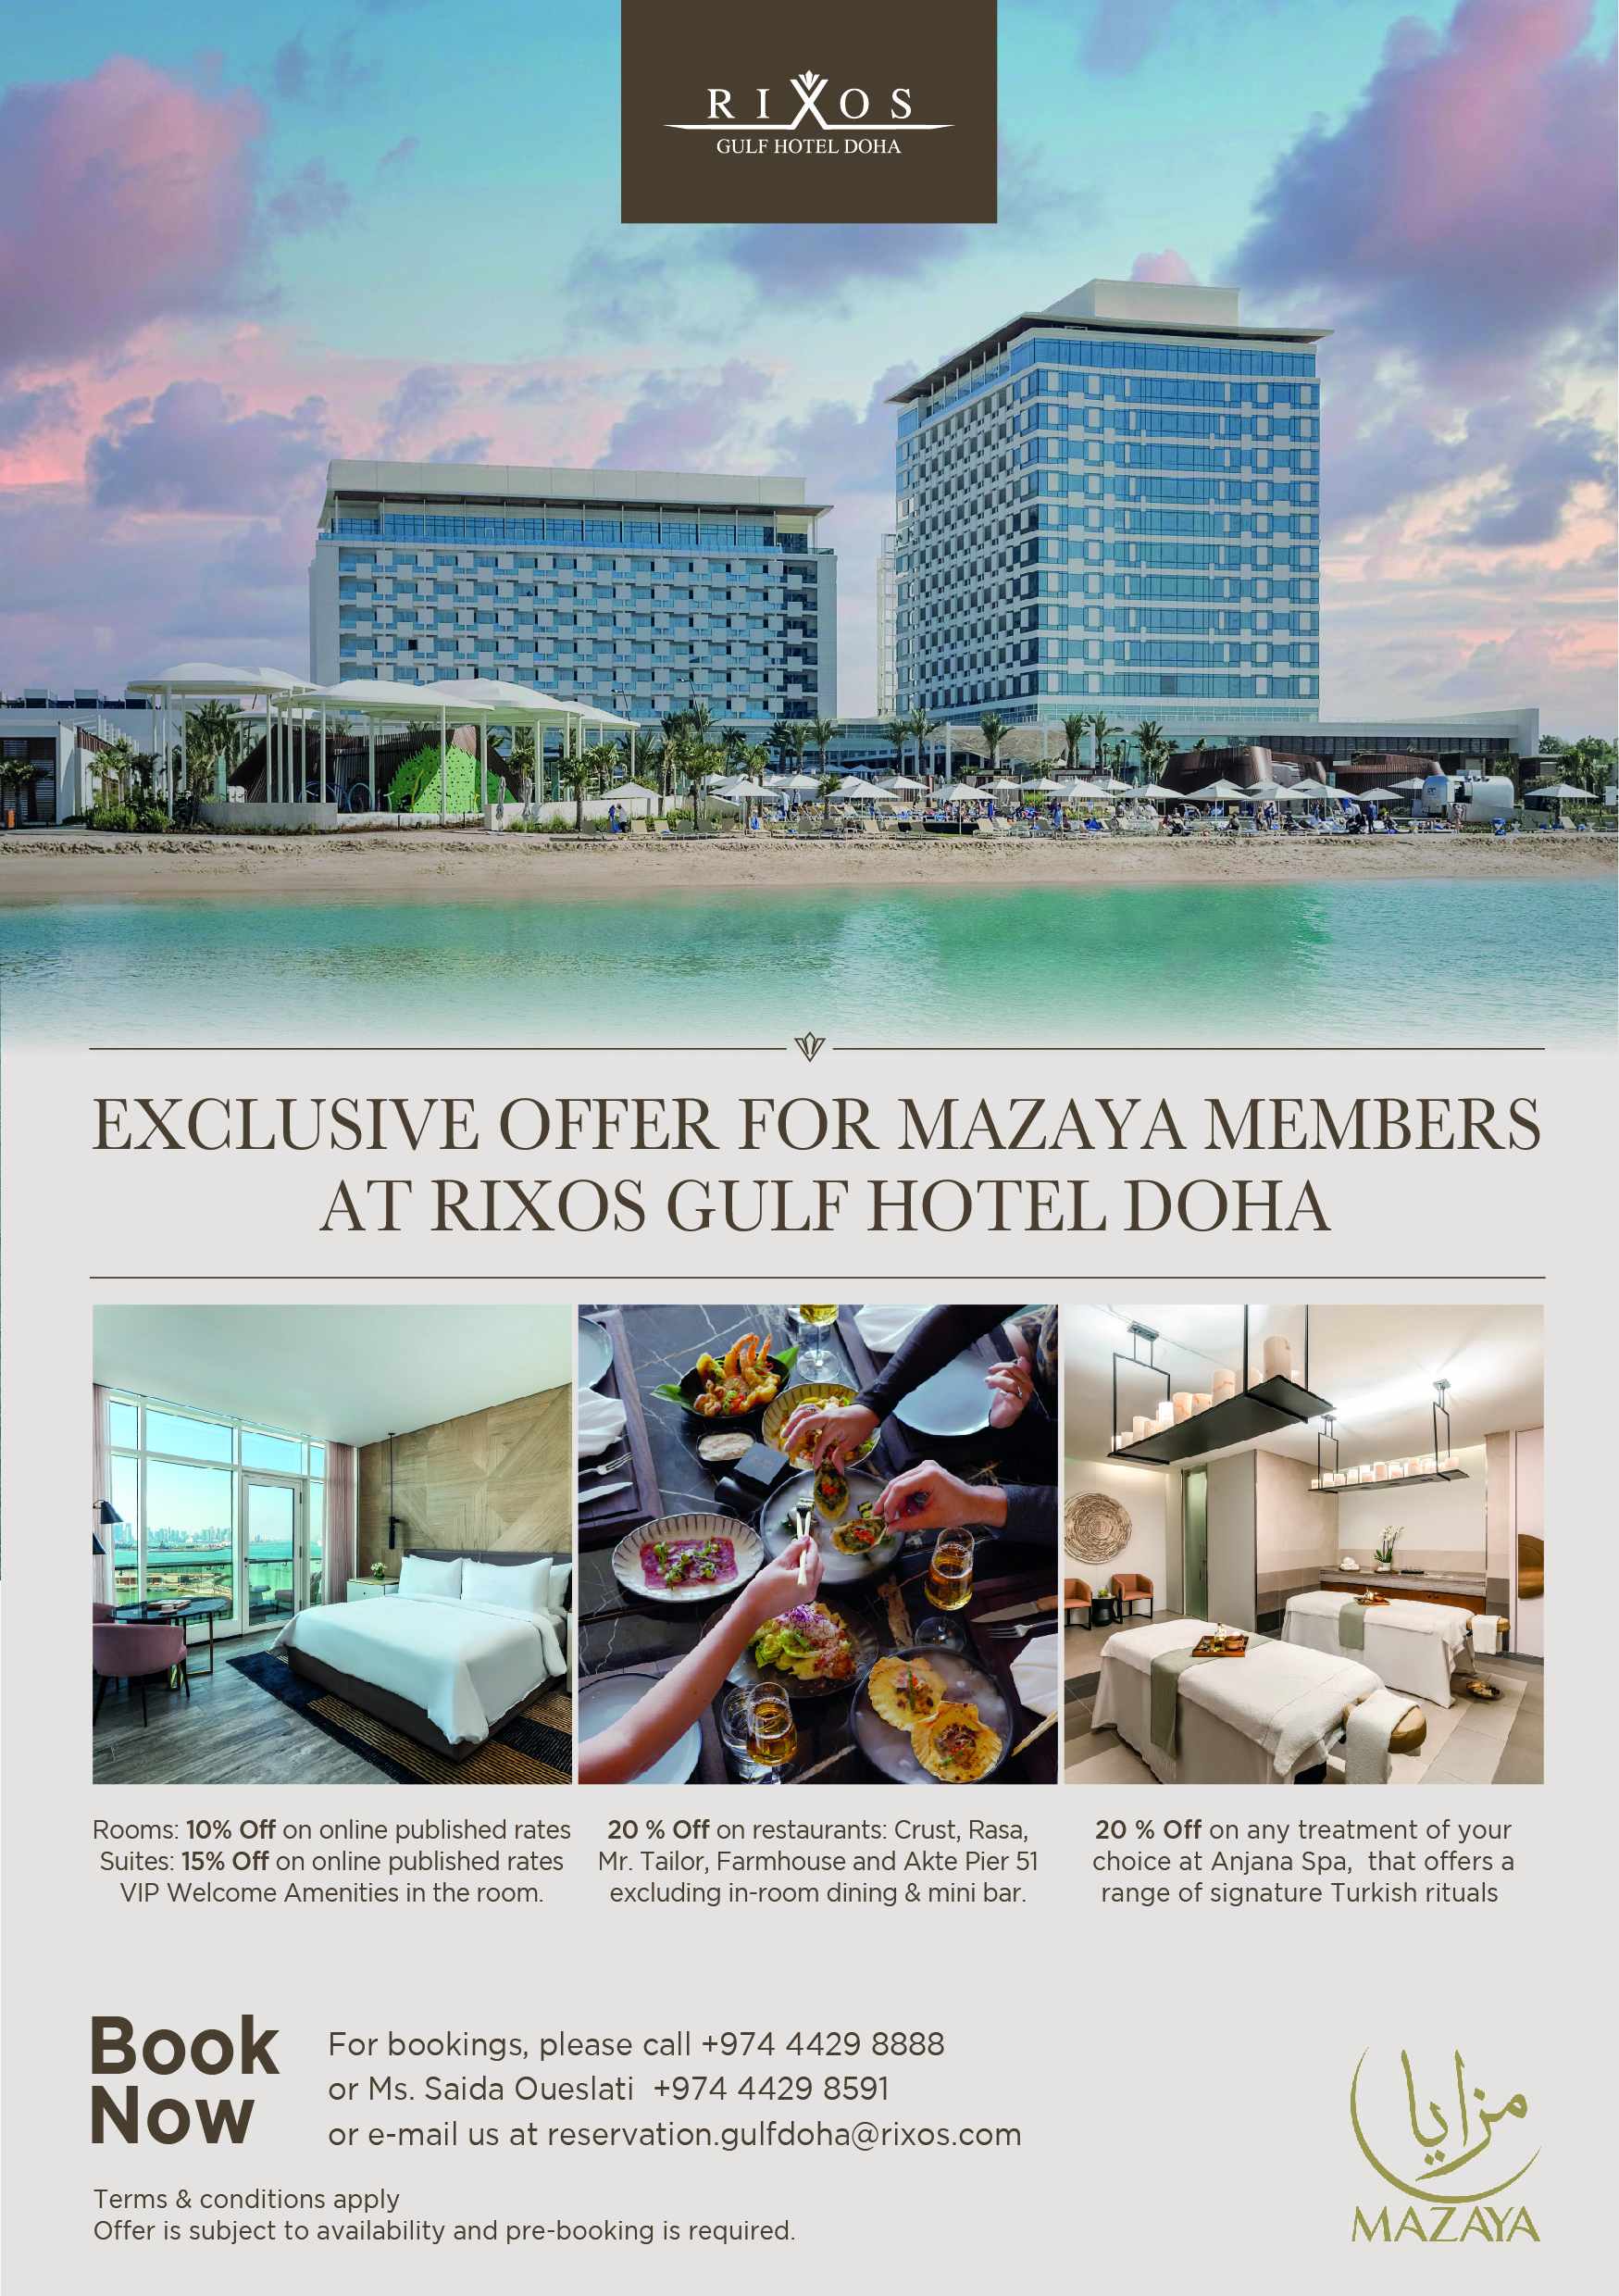 RIXOS
GULF HOTEL DOHA
EXCLUSIVE OFFER FOR MAZAYA MEMBERS
AT RIXOS GULF HOTEL DOHA
Rooms: 10% Off on online published rates
Suites: 15% Off on online published rates
VIP Welcome Amenities in the room.
20 % Off on restaurants: Crust, Rasa,
Mr. Tailor, Farmhouse and Akte Pier 51
excluding in-room dining & mini bar.
20 % Off on any treatment of your
choice at Anjana Spa, that offers a
range of signature Turkish rituals
Book
Now
For bookings, please call +974 4429 8888
or Ms. Saida Oueslati +974 4429 8591
or e-mail us at reservation.gulfdoha@rixos.com
Terms & conditions apply
Offer is subject to availability and pre-booking is required.
مزايا
MAZAYA